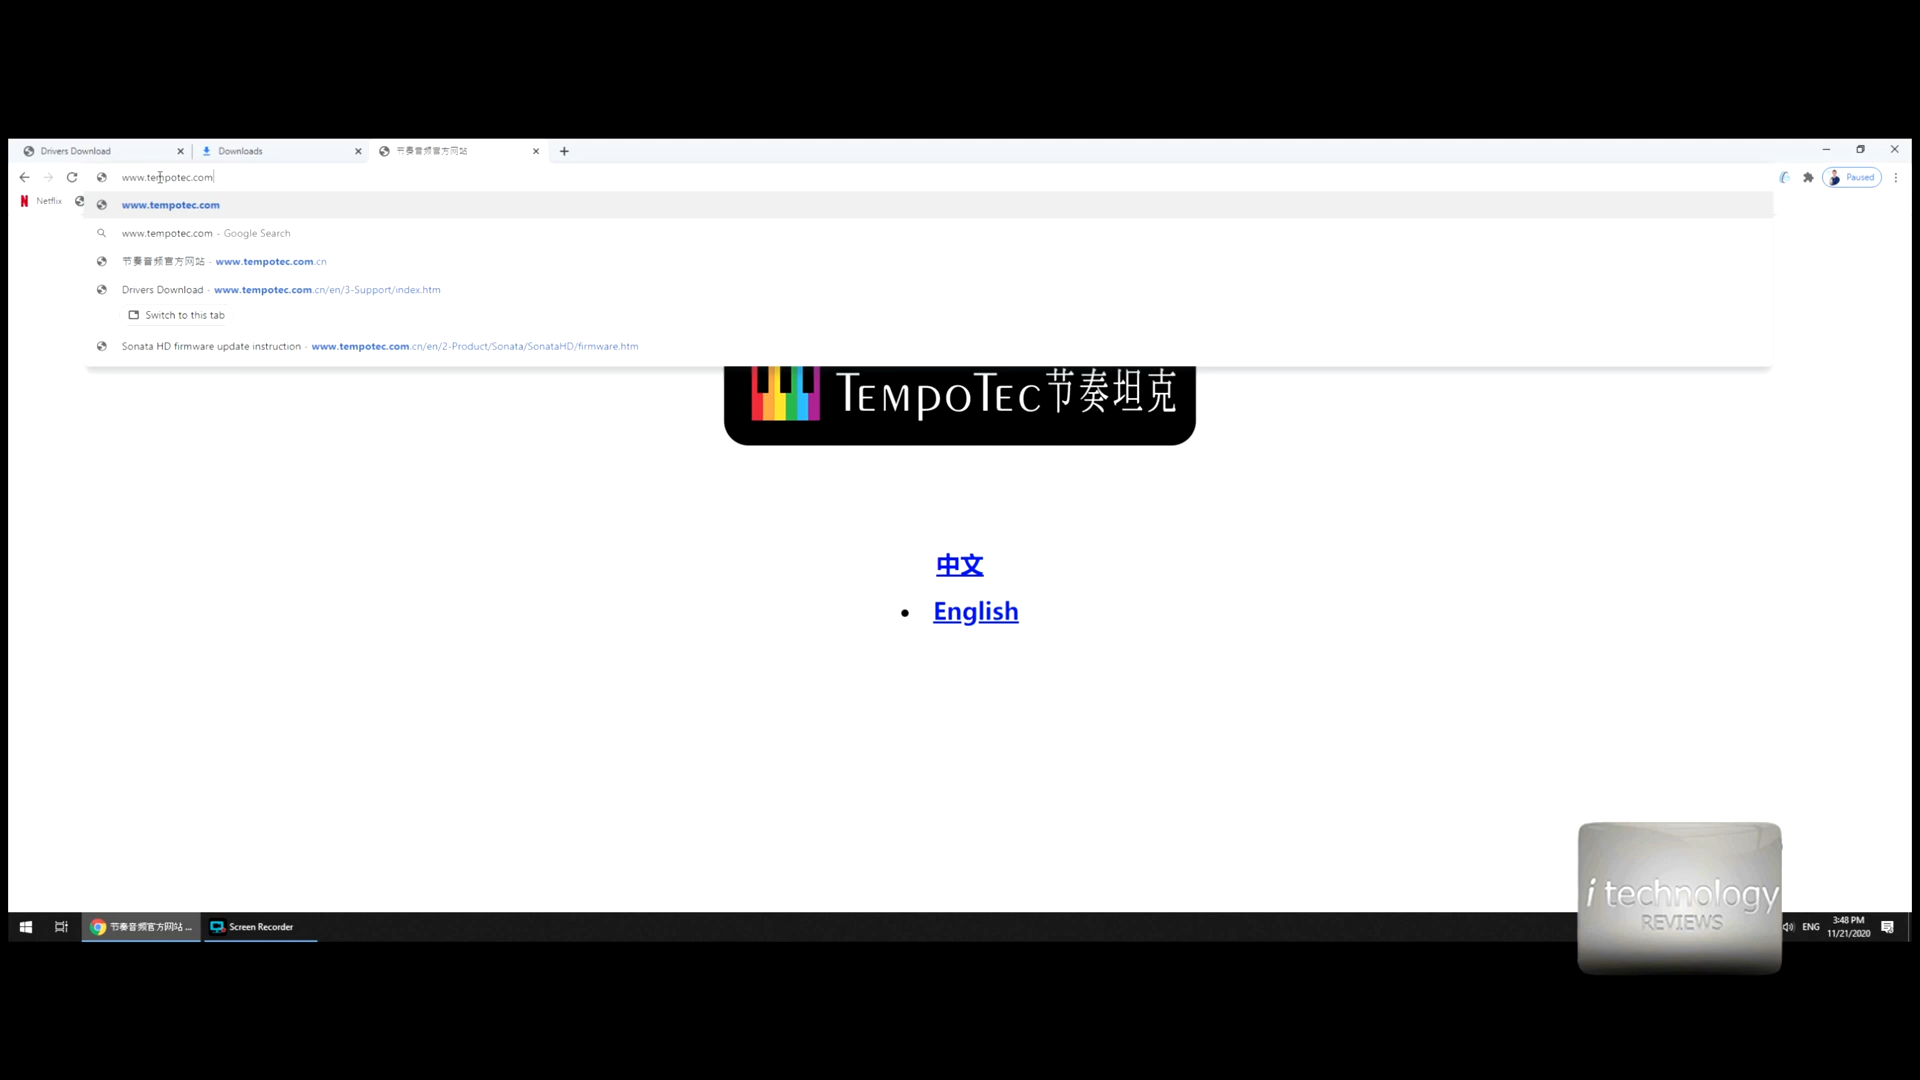 Drivers Download
Downloads
节奏音频官方网站
www.tempotec.com
Paused
Netflix
www.tempotec.com
www.tempotec.com - Google Search
节奏音频官方网站 - www.tempotec.com.cn
Drivers Download - www.tempotec.com.cn/en/3-Support/index.htm
Switch to this tab
Sonata HD firmware update instruction - www.tempotec.com.cn/en/2-Product/Sonata/SonataHD/firmware.htm
TEMPOTEC节奏坦克
中文
• English
i technology
REVIEWS
节奏音频官方网站 ...
Screen Recorder
ENG
3:48 PM
11/21/2020